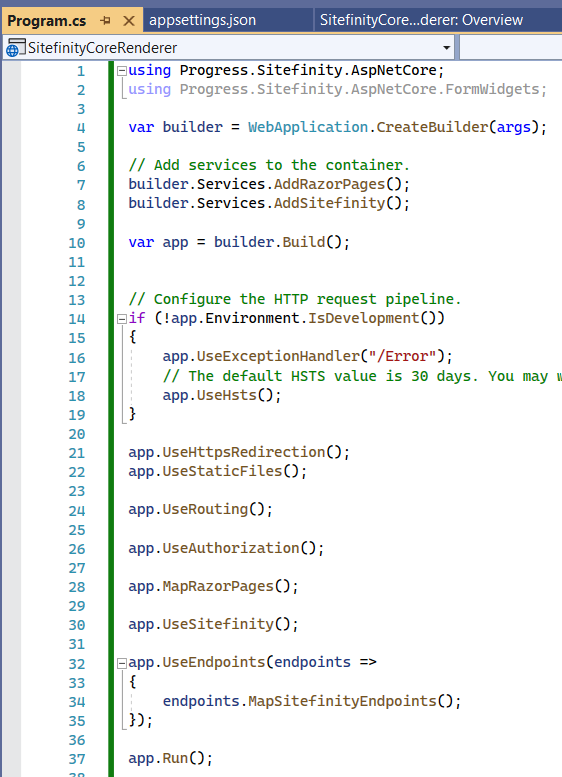 Program.cs
appsettings.json
SitefinityCore...derer: Overview
SitefinityCoreRenderer
1 using Progress.Sitefinity.AspNetCore;
2 using Progress.Sitefinity.AspNetCore.FormWidgets;
3
4 var builder = WebApplication.CreateBuilder(args);
5
6 // Add services to the container.
7 builder.Services.AddRazorPages();
8 builder.Services.AddSitefinity();
9
10 var app = builder.Build();
11
12
13 // Configure the HTTP request pipeline.
14 if (!app.Environment.IsDevelopment())
15 {
16     app.UseExceptionHandler("/Error");
17     // The default HSTS value is 30 days. You may
18     app.UseHsts();
19 }
20
21 app.UseHttpsRedirection();
22 app.UseStaticFiles();
23
24 app.UseRouting();
25
26 app.UseAuthorization();
27
28 app.MapRazorPages();
29
30 app.UseSitefinity();
31
32 app.UseEndpoints(endpoints =>
33 {
34     endpoints.MapSitefinityEndpoints();
35 });
36
37 app.Run();